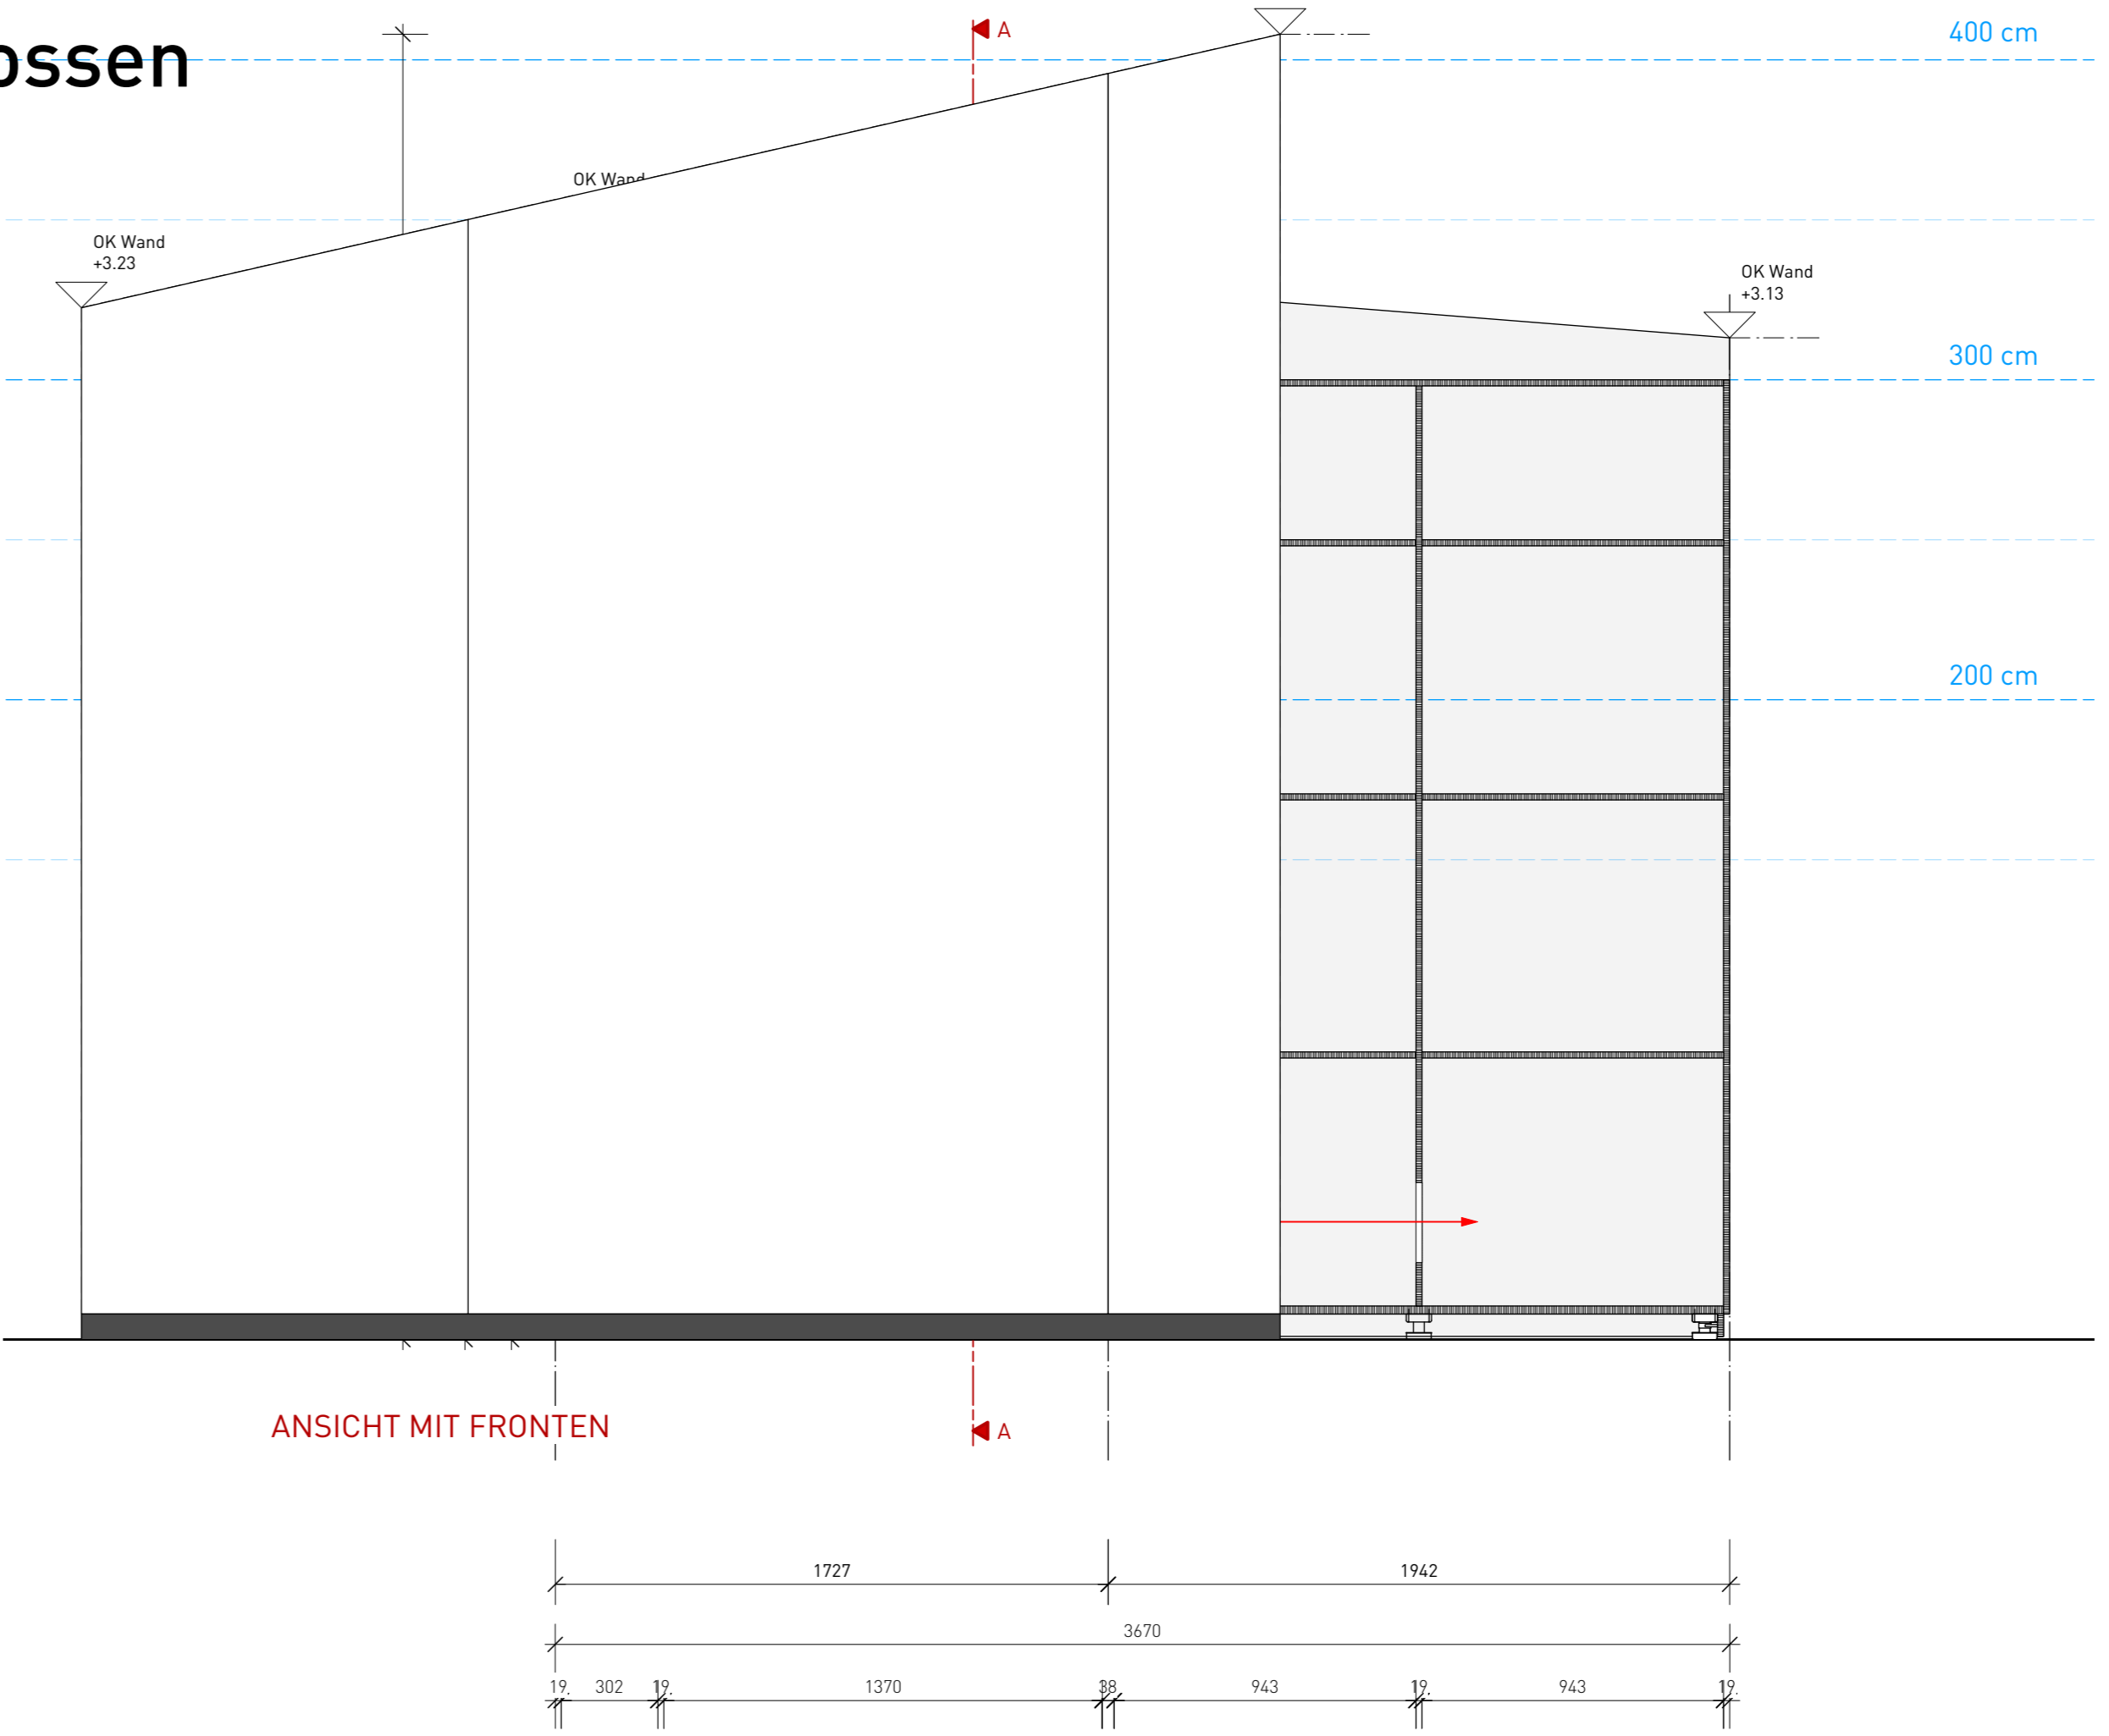 ossen
A
400 cm
OK Wand
OK Wand
+3.23
OK Wand
+3.13
300 cm
200 cm
ANSICHT MIT FRONTEN
A
1727
1942
3670
19.
302
19.
1370
38.
943
19.
943
19.